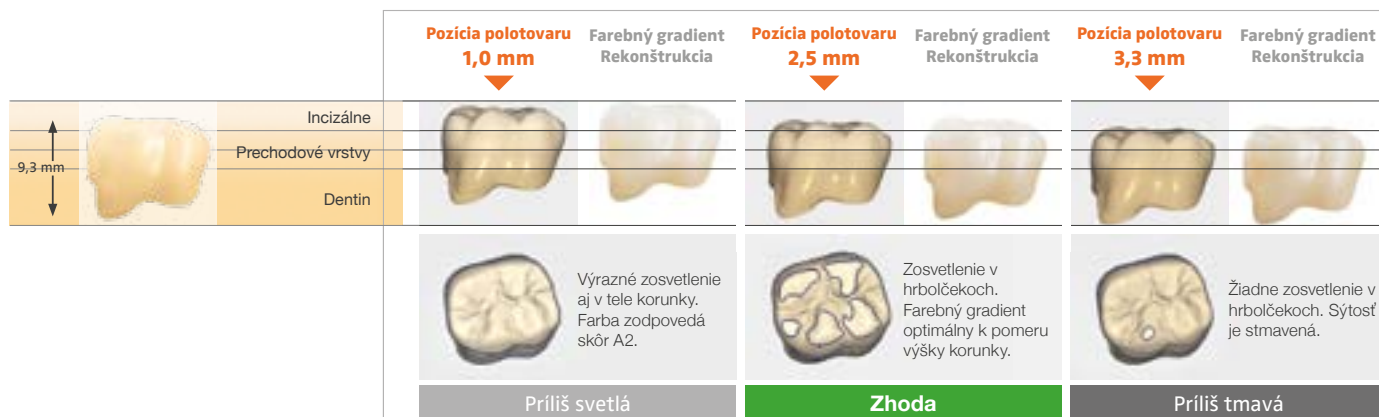 Pozícia polotovaru
1,0 mm
Farebný gradient
Rekonštrukcia
Pozícia polotovaru
2,5 mm
Farebný gradient
Rekonštrukcia
Pozícia polotovaru
3,3 mm
Farebný gradient
Rekonštrukcia
9,3 mm
Incizálne
Prechodové vrstvy
Dentin
Výrazné zosvetlenie
aj v tele korunky.
Farba zodpovedá
skôr A2.
Zosvetlenie v
hrbolčekoch.
Farebný gradient
optimálny k pomeru
výšky korunky.
Žiadne zosvetlenie v
hrbolčekoch. Sýtosť
je stmavená.
Príliš svetlá
Zhoda
Príliš tmavá